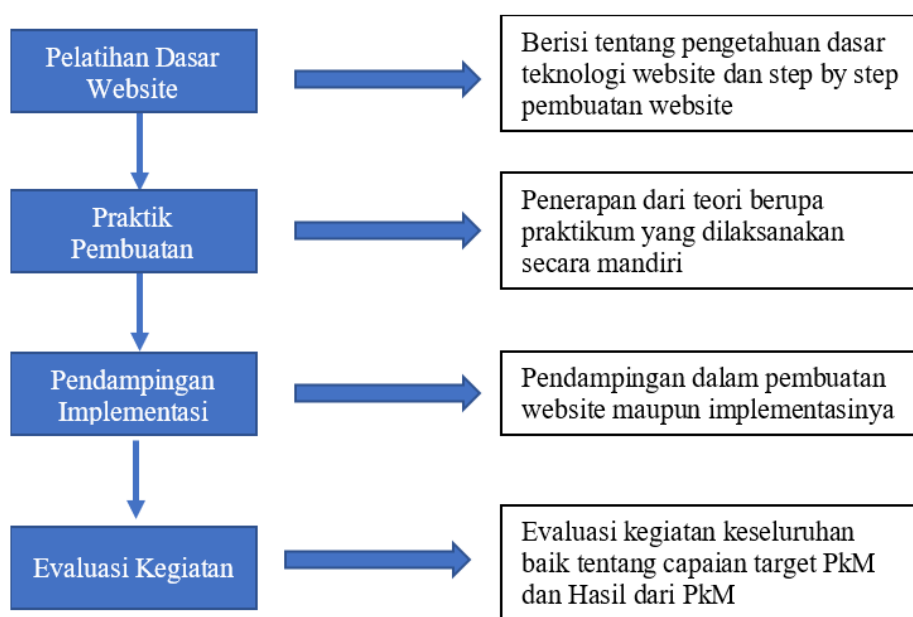 Pelatihan Dasar
Website
Berisi tentang pengetahuan dasar
teknologi website dan step by step
pembuatan website
Praktik
Pembuatan
Penerapan dari teori berupa
praktikum yang dilaksanakan
secara mandiri
Pendampingan
Implementasi
Pendampingan dalam pembuatan
website maupun implementasinya
Evaluasi Kegiatan
Evaluasi kegiatan keseluruhan
baik tentang capaian target PkM
dan Hasil dari PkM